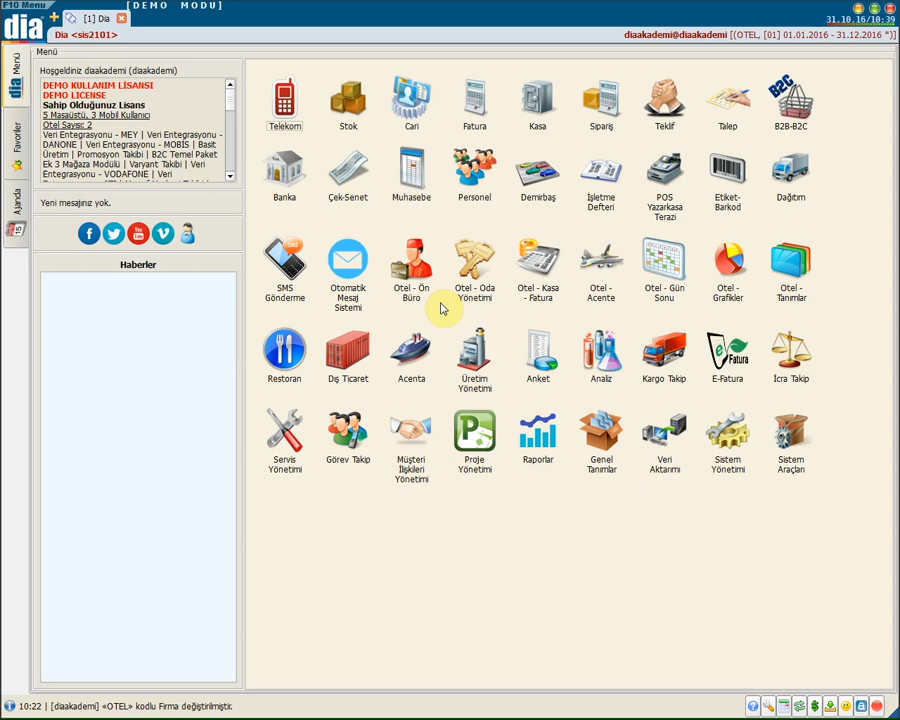 F10 Menu
[DEMO MODU]
dia
[1] Dia
31.10.16/10:39
Dia <sis2101>
diaakademi@diaakademi [(OTEL, [01] 01.01.2016 - 31.12.2016 ")]
dia Menü
Favoriler
Ajanda
15
Menü
Hoşgeldiniz diaakademi (diaakademi)
DEMO KULLANIM LİSANSI
DEMO LICENSE
Sahip Olduğunuz Lisans
5 Masaüstü, 3 Mobil Kullanıcı
Otel Sayısı: 2
Veri Entegrasyonu - MEY | Veri Entegrasyonu -
DANONE | Veri Entegrasyonu - MOBİS | Basit
Üretim | Promosyon Takibi | B2C Temel Paket
Ek 3 Mağaza Modülü | Varyant Takibi | Veri
Entegrasyonu - VODAFONE | Veri
Yeni mesajınız yok.
You Tube
Haberler
Telekom
Stok
Cari
Fatura
Kasa
Sipariş
Teklif
Talep
B2C
B2B-B2C
Banka
Çek-Senet
Muhasebe
Personel
Demirbaş
İşletme Defteri
POS Yazarkasa Terazi
Etiket-Barkod
Dağıtım
SMS
SMS Gönderme
Otomatik Mesaj Sistemi
Otel - Ön Büro
Otel - Oda Yönetimi
Otel - Kasa - Fatura
Otel - Acente
Otel - Gün Sonu
Otel - Grafikler
Otel - Tanımlar
Restoran
Dış Ticaret
Acenta
Üretim Yönetimi
Anket
Analiz
Kargo Takip
e Fatura
E-Fatura
İcra Takip
Servis Yönetimi
Görev Takip
Müşteri İlişkileri Yönetimi
P
Proje Yönetimi
Raporlar
Genel Tanımlar
Veri Aktarımı
Sistem Yönetimi
Sistem Araçları
10:22 | [diaakademi] «OTEL» kodlu Firma değiştirilmiştir.